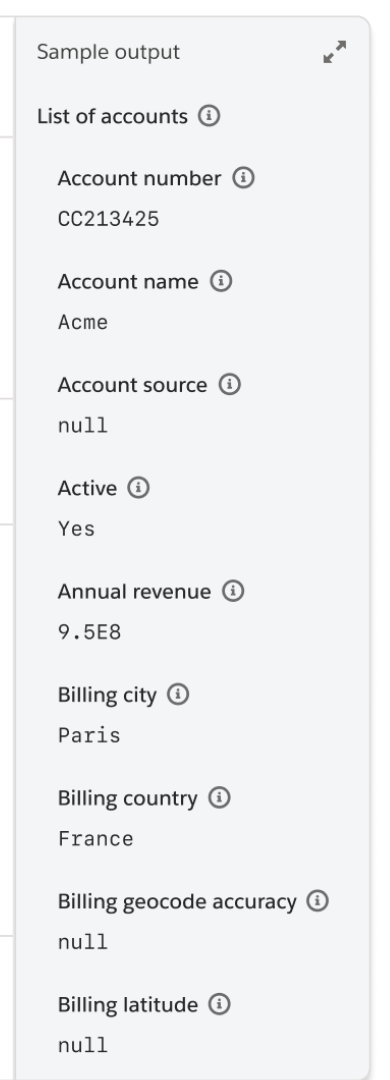 Sample output
List of accounts
Account number
CC213425
Account name
Acme
Account source
null
Active
Yes
Annual revenue
9.5E8
Billing city
Paris
Billing country
France
Billing geocode accuracy
null
Billing latitude
null